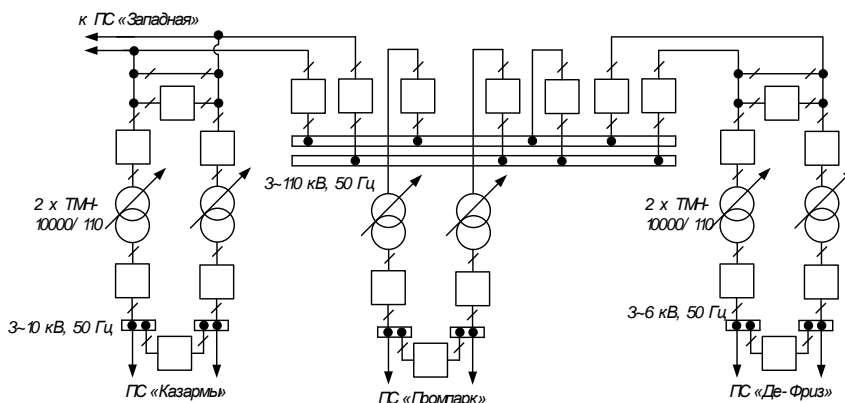 к ПС «Западная»
3~110 кВ, 50 Гц
2 х ТМН-
10000/ 110
2 х ТМН-
10000/ 110
3~10 кВ, 50 Гц
3~6 кВ, 50 Гц
ПС «Казармы»
ПС «Промпарк»
ПС «Де-Фриз»